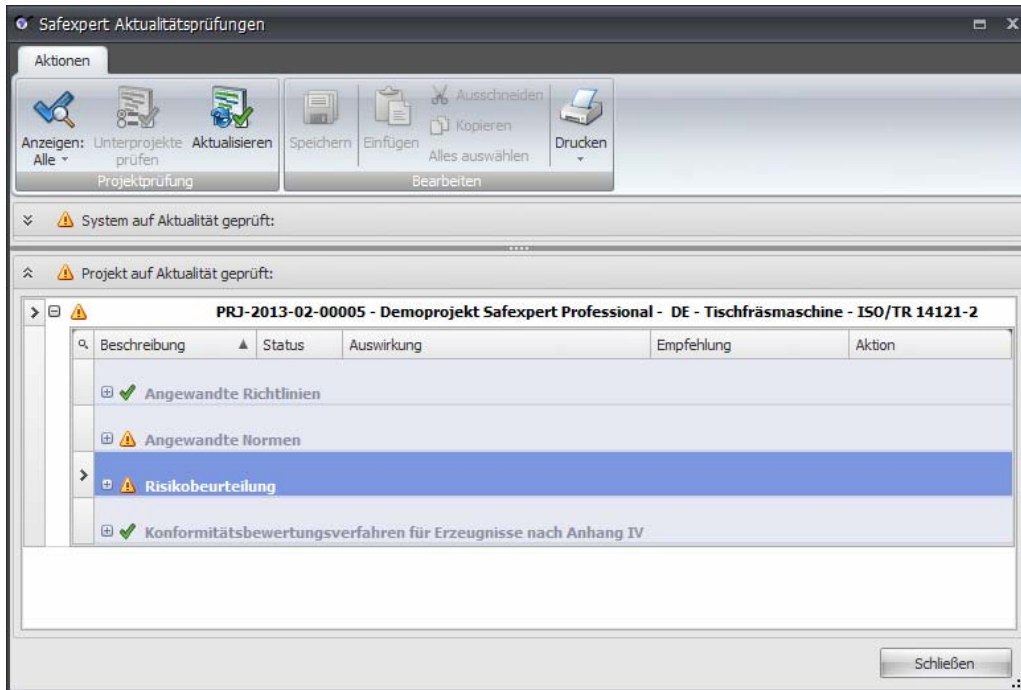 Safexpert Aktualitätsprüfungen
Aktionen
Anzeigen: Alle
Unterprojekte prüfen
Aktualisieren
Projektprüfung
Speichern
Einfügen
Ausschneiden
Kopieren
Alles auswählen
Drucken
Bearbeiten
System auf Aktualität geprüft:
Projekt auf Aktualität geprüft:
PRJ-2013-02-00005 - Demoprojekt Safexpert Professional - DE - Tischfräsmaschine - ISO/TR 14121-2
Beschreibung Status Auswirkung Empfehlung Aktion
Angewandte Richtlinien
Angewandte Normen
Risikobeurteilung
Konformitätsbewertungsverfahren für Erzeugnisse nach Anhang IV
Schließen